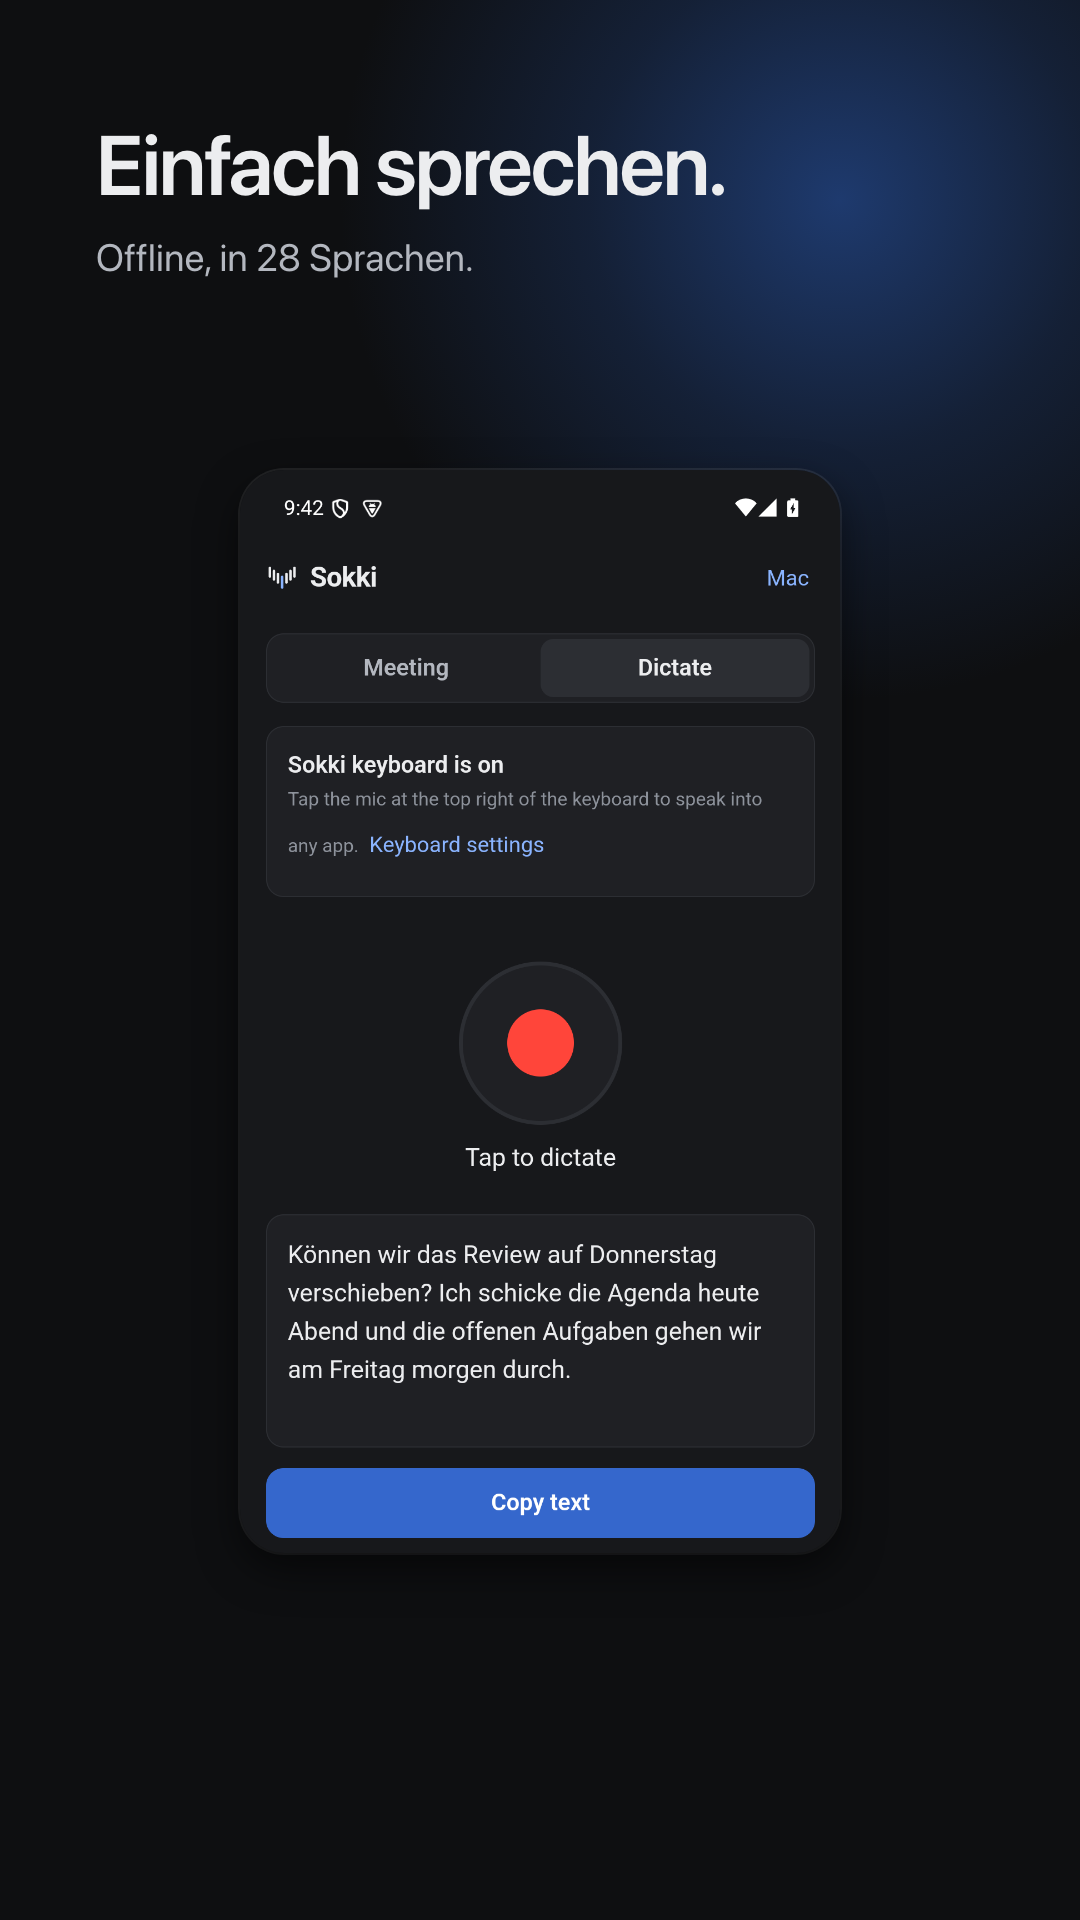 Einfach sprechen.
Offline, in 28 Sprachen.
9:42
Sokki
Mac
Meeting
Dictate
Sokki keyboard is on
Tap the mic at the top right of the keyboard to speak into
any app. Keyboard settings
Tap to dictate
Können wir das Review auf Donnerstag
verschieben? Ich schicke die Agenda heute
Abend und die offenen Aufgaben gehen wir
am Freitag morgen durch.
Copy text